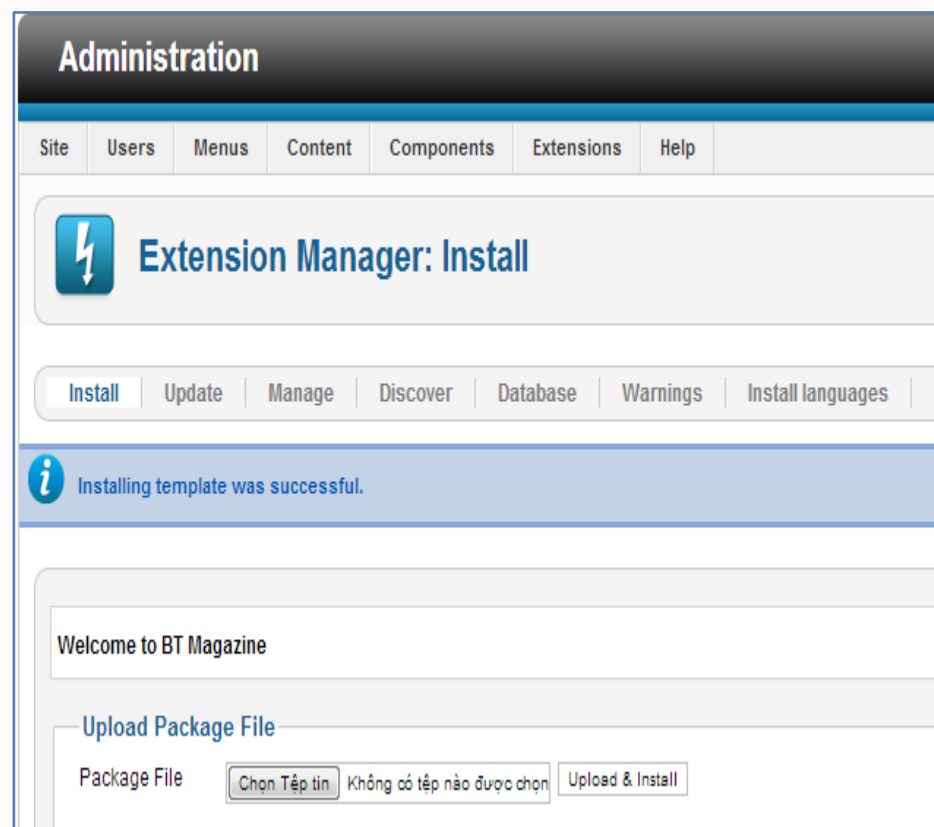 Administration
Site Users Menus Content Components Extensions Help
Extension Manager: Install
Install Update Manage Discover Database Warnings Install languages
i Installing template was successful.
Welcome to BT Magazine
Upload Package File
Package File Chọn Tệp tin Không có tệp nào được chọn Upload & Install